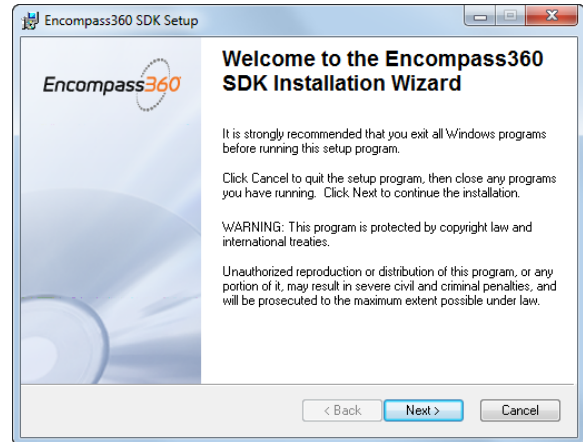 Encompass360 SDK Setup
Encompass360
Welcome to the Encompass360
SDK Installation Wizard
It is strongly recommended that you exit all Windows programs
before running this setup program.
Click Cancel to quit the setup program, then close any programs
you have running. Click Next to continue the installation.
WARNING: This program is protected by copyright law and
international treaties.
Unauthorized reproduction or distribution of this program, or any
portion of it, may result in severe civil and criminal penalties, and
will be prosecuted to the maximum extent possible under law.
< Back Next > Cancel